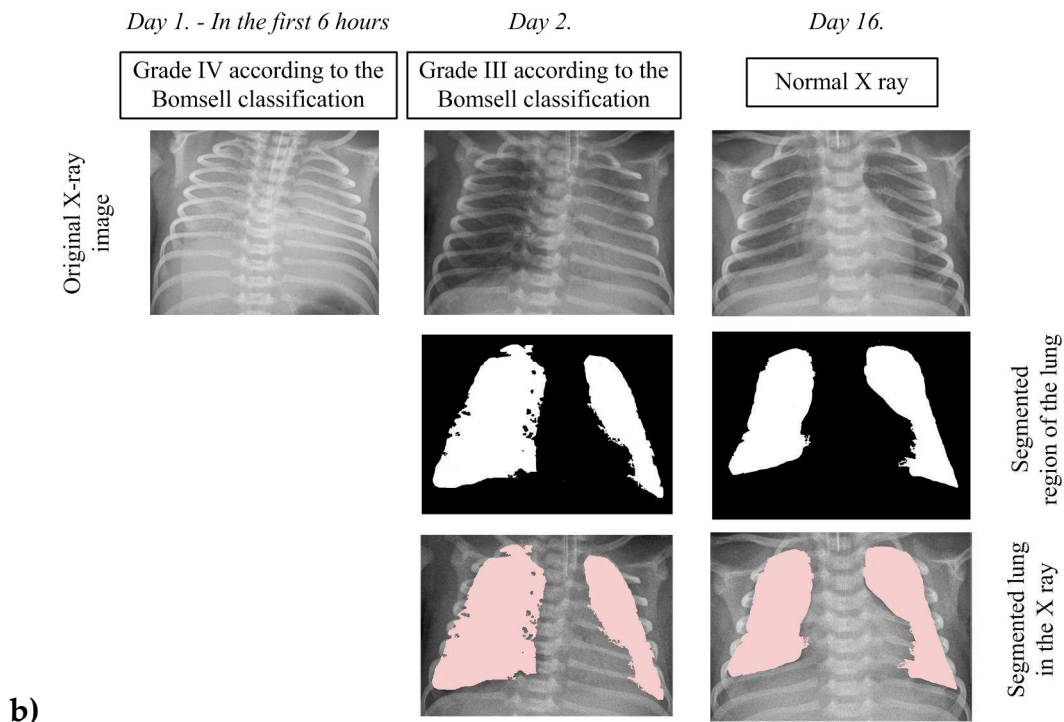 Day 1. - In the first 6 hours
Day 2.
Day 16.
Grade IV according to the
Bomsell classification
Grade III according to the
Bomsell classification
Normal X ray
Original X-ray
image
Segmented
region of the lung
Segmented lung
in the X ray
b)